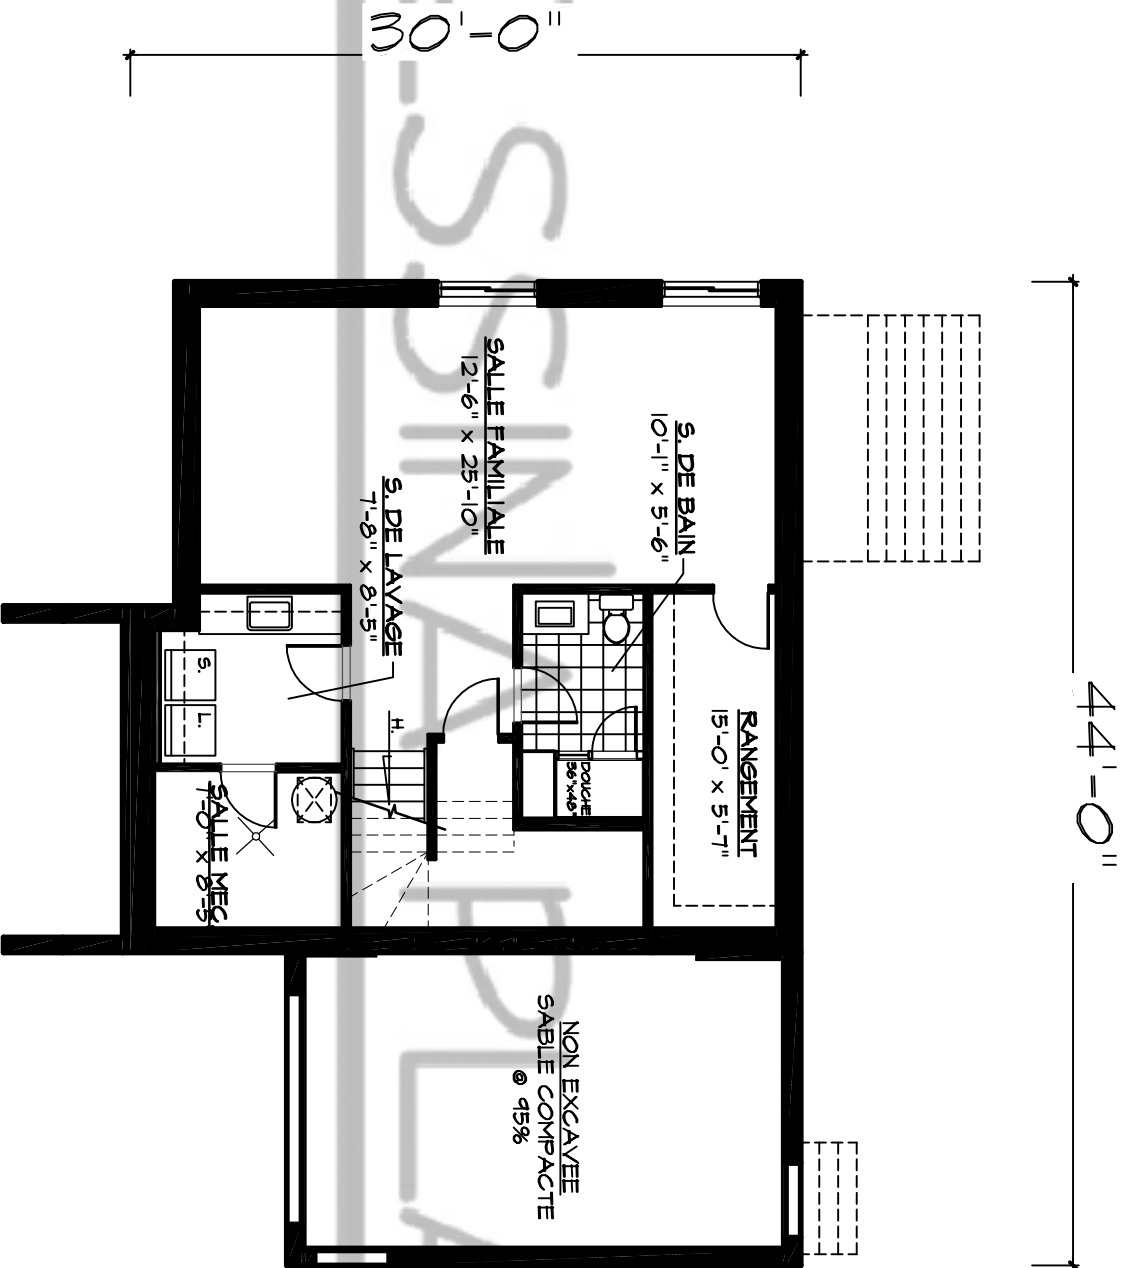 30'-0"
44'-0"
SALLE FAMILIALE
12'-6" x 25'-10"
S. DE BAIN
10'-1" x 5'-6"
S. DE LAVAGE
7'-8" x 8'-5"
RANGEMENT
15'-0" x 5'-7"
DOUCHE
36"x48"
H.
S.
L.
SALLE MEC.
7'-0" x 8'-5"
NON EXCAVEE
SABLE COMPACTE
@ 95%
-SSINA PL